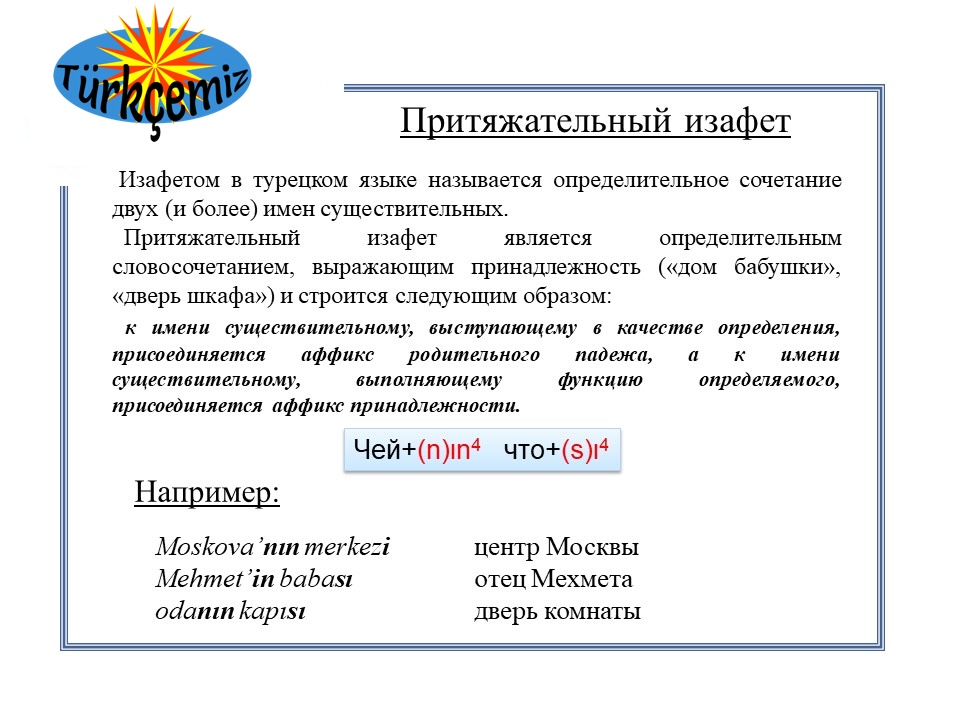 Türkçemiz
Притяжательный изафет
Изафетом в турецком языке называется определительное сочетание
двух (и более) имен существительных.
Притяжательный изафет является определительным
словосочетанием, выражающим принадлежность («дом бабушки»,
«дверь шкафа») и строится следующим образом:
к имени существительному, выступающему в качестве определения,
присоединяется аффикс родительного падежа, а к имени
существительному, выполняющему функцию определяемого,
присоединяется аффикс принадлежности.
Чей+(n)ın⁴ что+(s)ı⁴
Например:
Moskova’nın merkezi центр Москвы
Mehmet’in babası отец Мехмета
odanın kapısı дверь комнаты